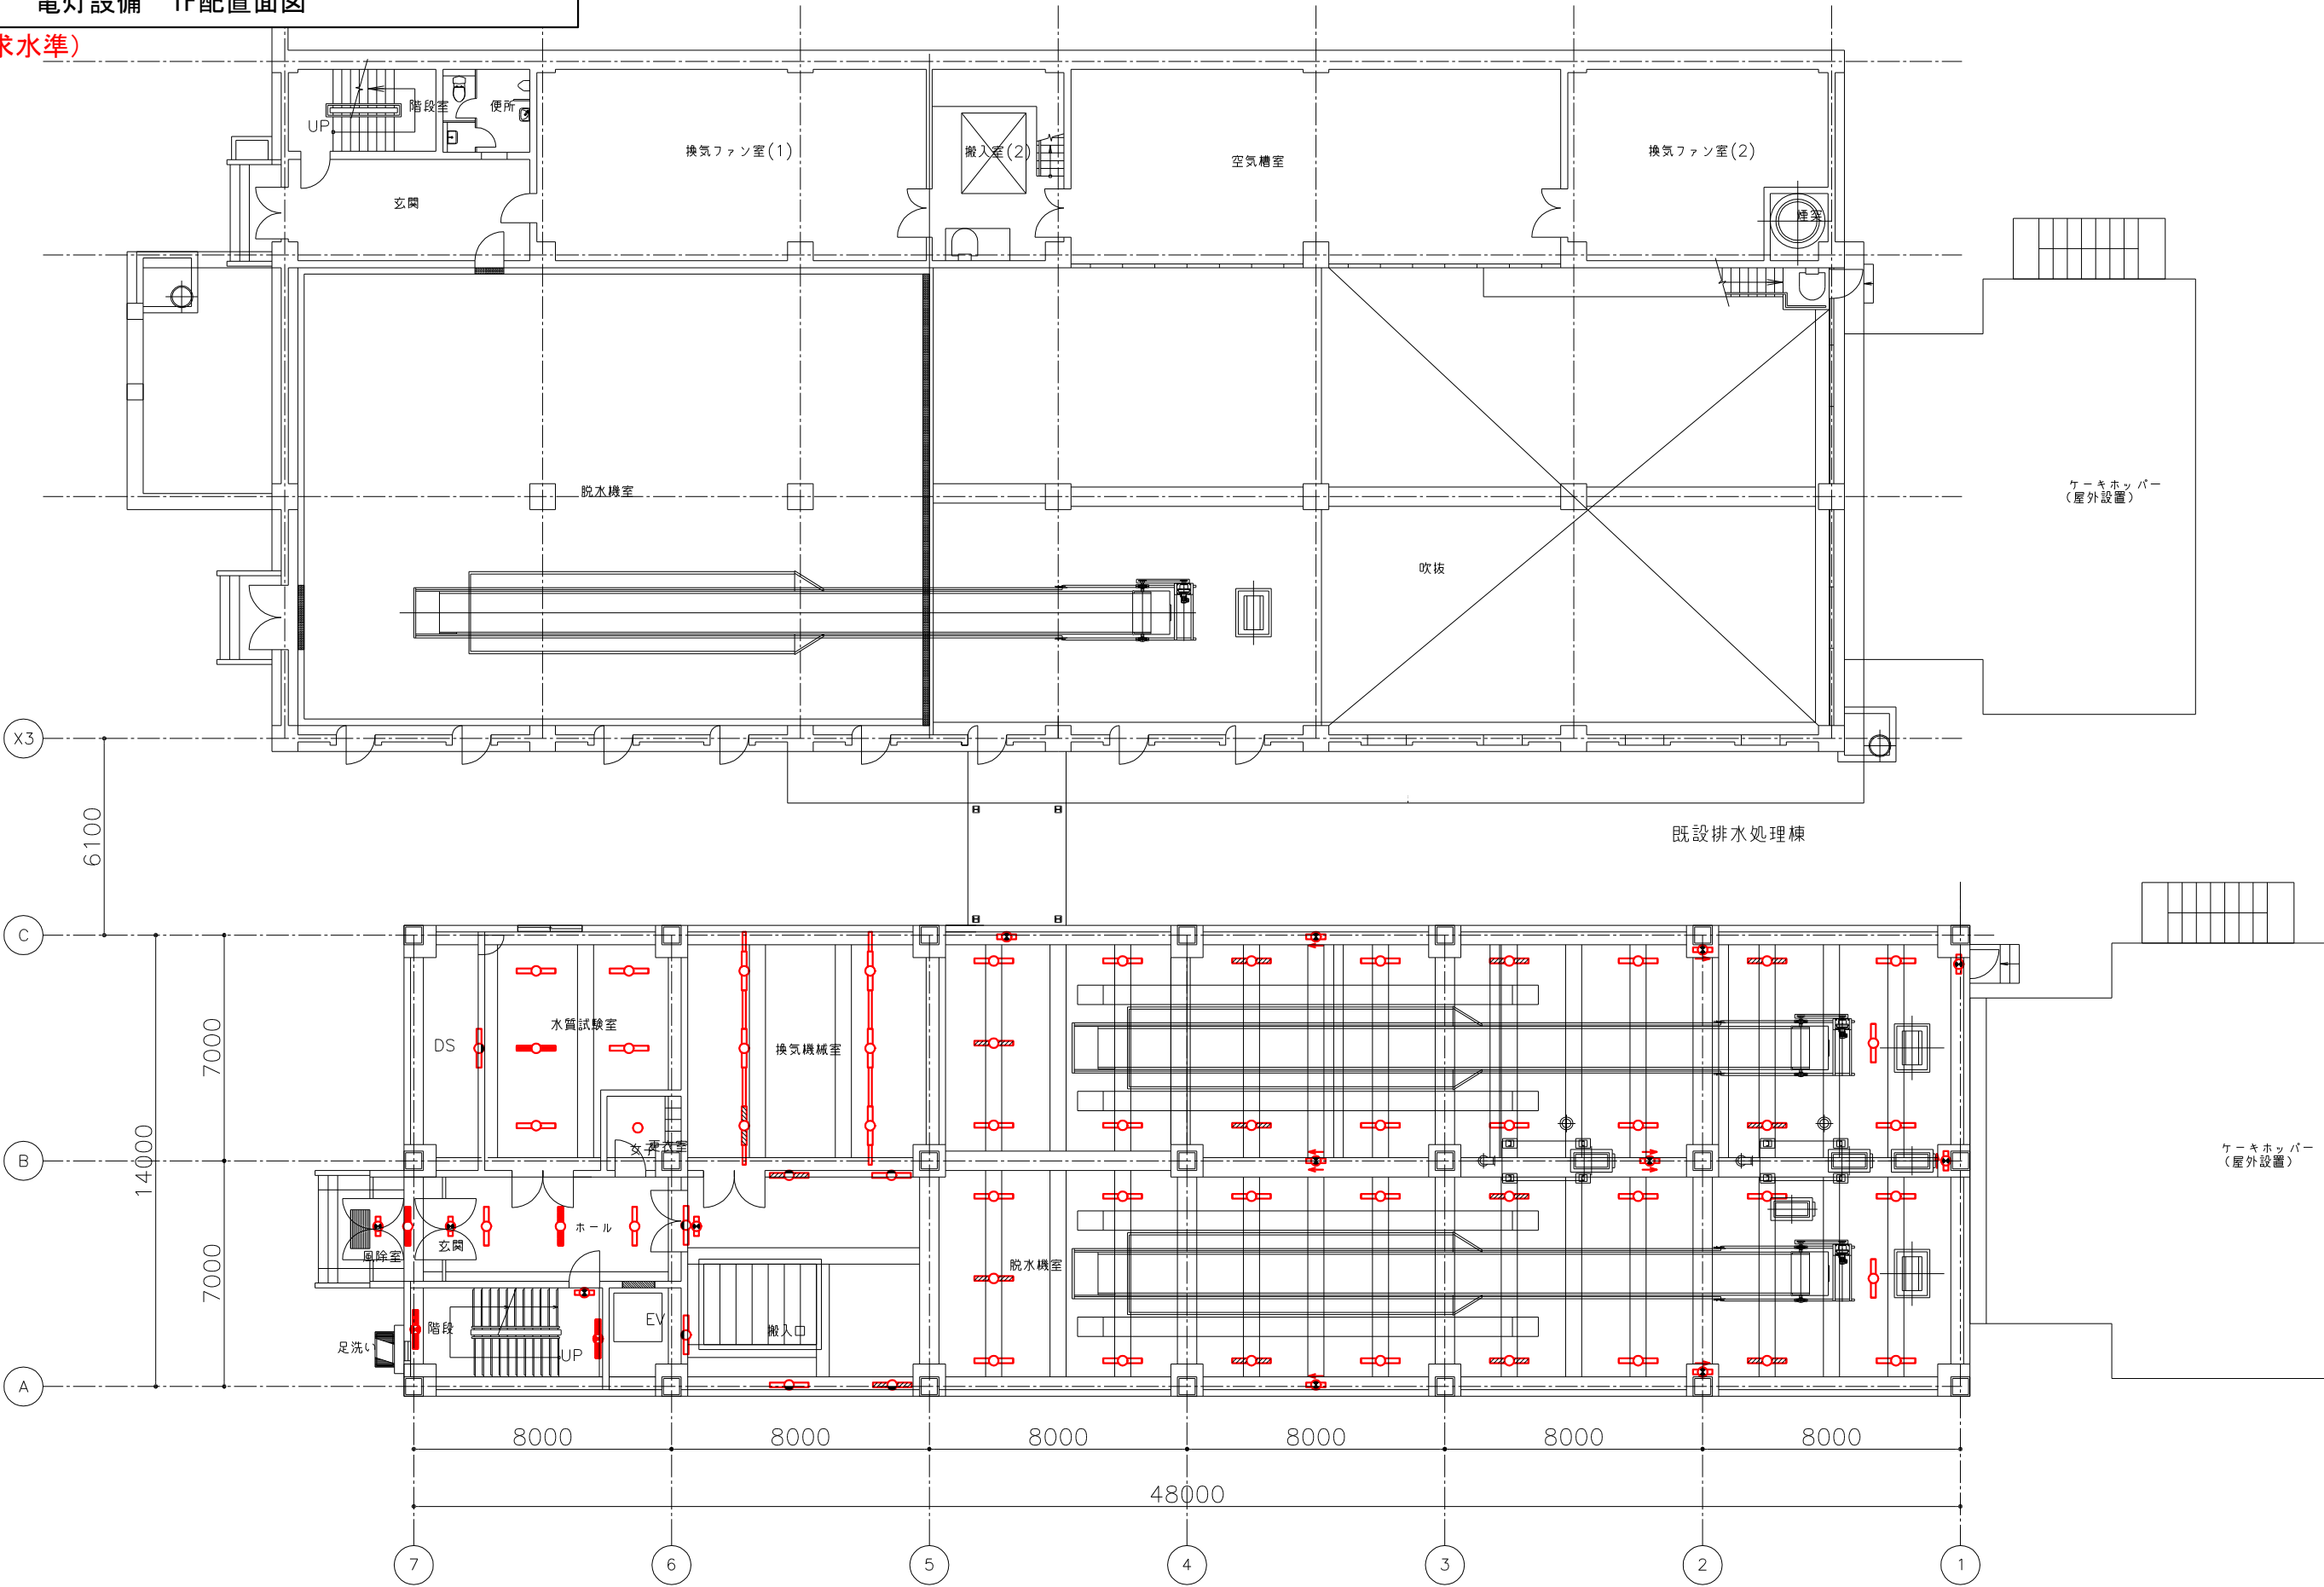 電灯設備 1F配置面図
求水準)
階段室
便所
UP
換気ファン室(1)
搬入室(2)
空気槽室
換気ファン室(2)
玄関
煙突
脱水機室
ケーキホッパー
(屋外設置)
吹抜
X3
6100
既設排水処理棟
C
7000
14000
DS
水質試験室
換気機械室
女子更衣室
B
ケーキホッパー
(屋外設置)
7000
風除室
玄関
ホール
脱水機室
足洗い
階段
UP
EV
搬入口
A
8000
8000
8000
8000
8000
8000
48000
7
6
5
4
3
2
1